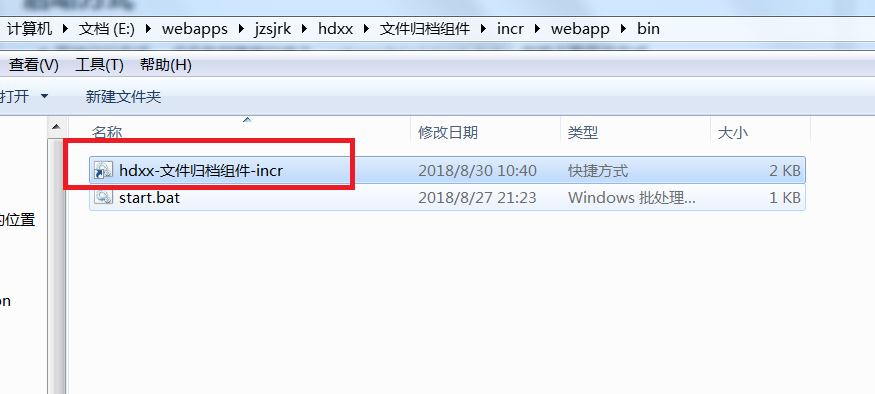 计算机 ▸ 文档 (E:) ▸ webapps ▸ jzsjrk ▸ hdxx ▸ 文件归档组件 ▸ incr ▸ webapp ▸ bin
查看(V) 工具(T) 帮助(H)
打开 新建文件夹
名称 修改日期 类型 大小
hdxx-文件归档组件-incr 2018/8/30 10:40 快捷方式 2 KB
start.bat 2018/8/27 21:23 Windows 批处理... 1 KB
的位置
on